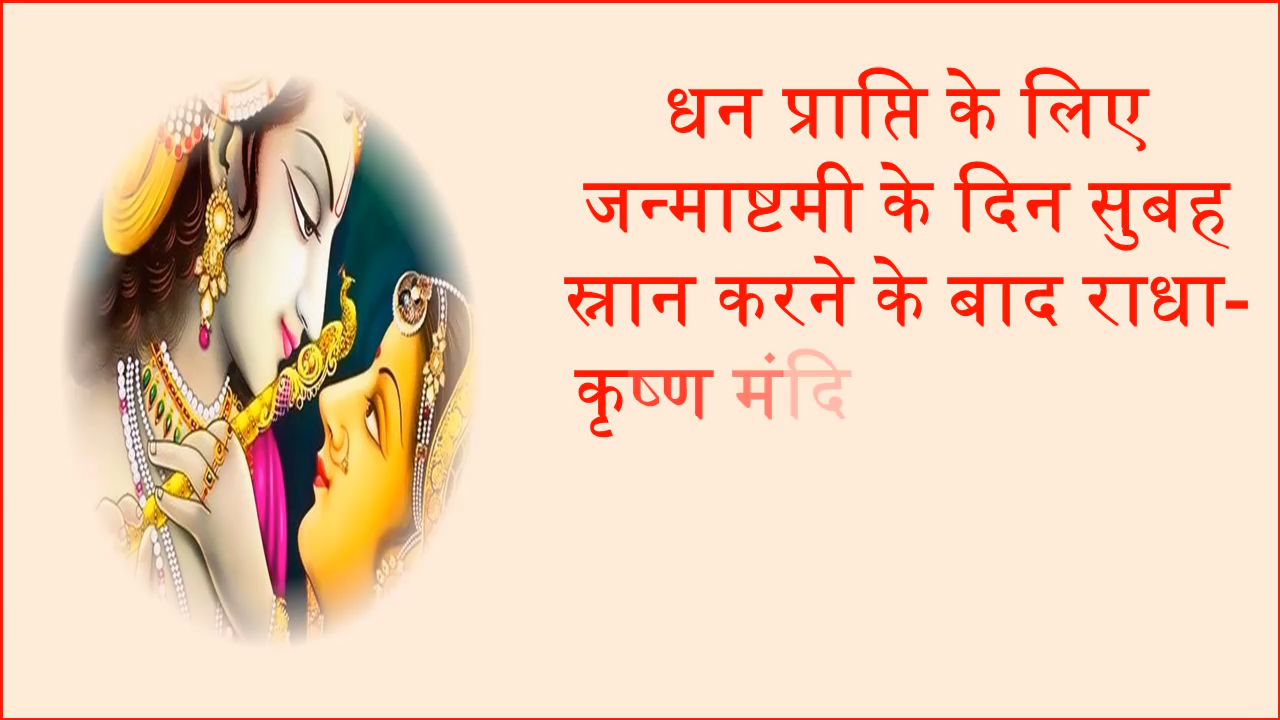 धन प्राप्ति के लिए
जन्माष्टमी के दिन सुबह
स्नान करने के बाद राधा-
कृष्ण मंदि